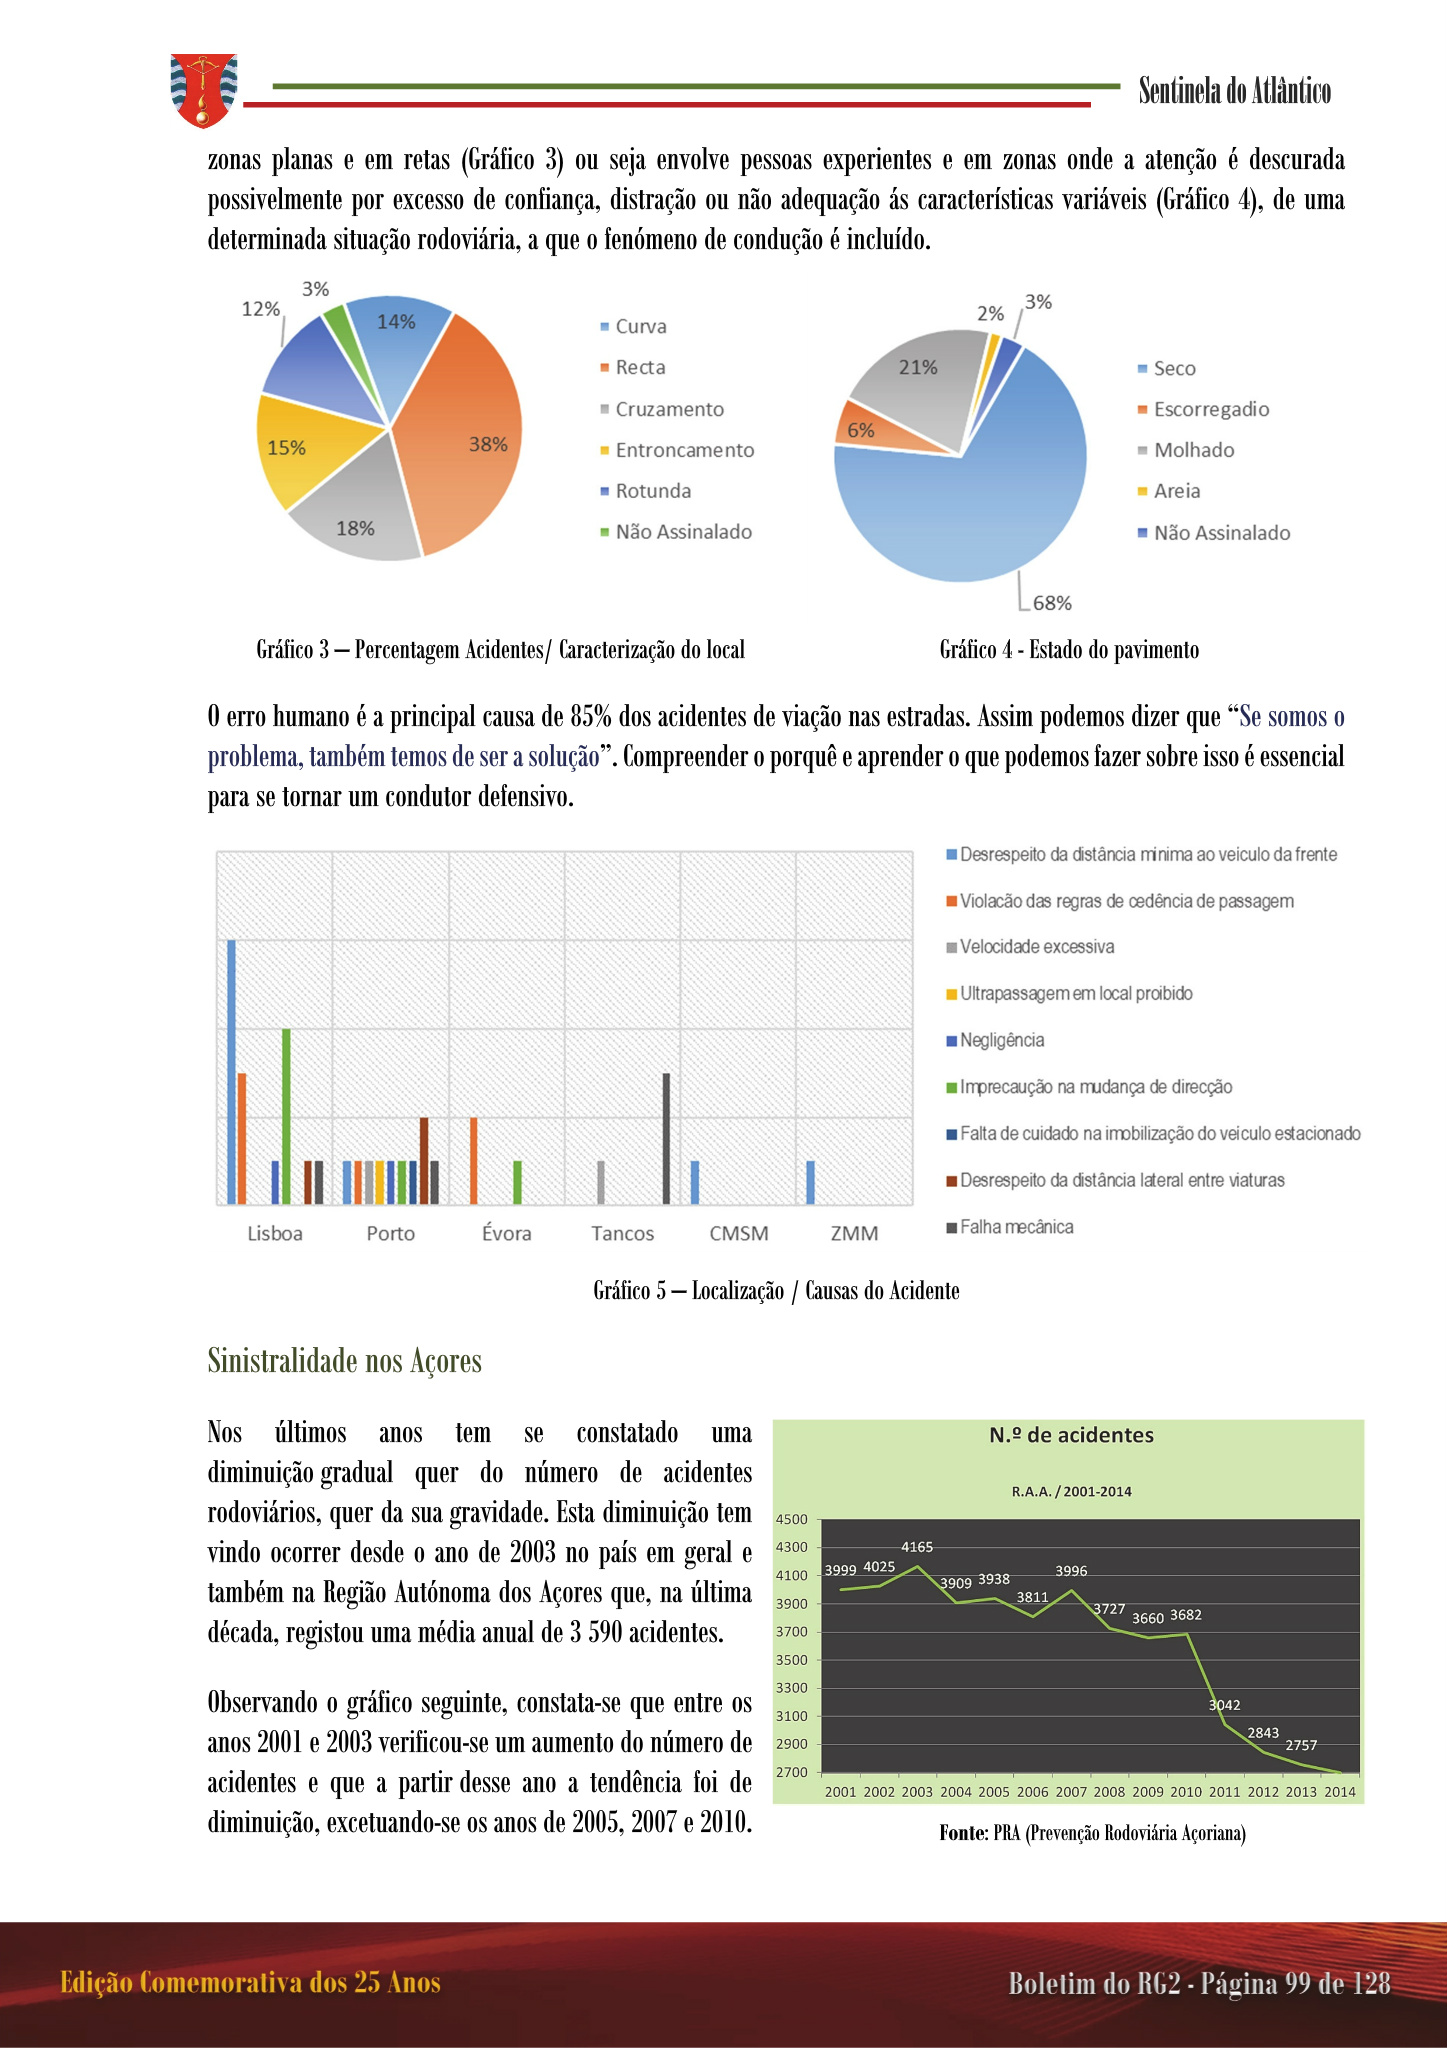 Sentinela do Atlântico
zonas planas e em retas (Gráfico 3) ou seja envolve pessoas experientes e em zonas onde a atenção é descurada
possivelmente por excesso de confiança, distração ou não adequação ás características variáveis (Gráfico 4), de uma
determinada situação rodoviária, a que o fenómeno de condução é incluído.
3%
12%
14%
38%
15%
18%
Curva
Recta
Cruzamento
Entroncamento
Rotunda
Não Assinalado
2%
3%
21%
6%
68%
Seco
Escorregadio
Molhado
Areia
Não Assinalado
Gráfico 3 – Percentagem Acidentes/ Caracterização do local
Gráfico 4 - Estado do pavimento
O erro humano é a principal causa de 85% dos acidentes de viação nas estradas. Assim podemos dizer que “Se somos o
problema, também temos de ser a solução”. Compreender o porquê e aprender o que podemos fazer sobre isso é essencial
para se tornar um condutor defensivo.
Desrespeito da distância minima ao veiculo da frente
Violacão das regras de cedência de passagem
Velocidade excessiva
Ultrapassagem em local proibido
Negligência
Imprecaução na mudança de direcção
Falta de cuidado na imobilização do veiculo estacionado
Desrespeito da distância lateral entre viaturas
Falha mecânica
Lisboa Porto Évora Tancos CMSM ZMM
Gráfico 5 – Localização / Causas do Acidente
Sinistralidade nos Açores
Nos últimos anos tem se constatado uma
diminuição gradual quer do número de acidentes
rodoviários, quer da sua gravidade. Esta diminuição tem
vindo ocorrer desde o ano de 2003 no país em geral e
também na Região Autónoma dos Açores que, na última
década, registou uma média anual de 3 590 acidentes.
Observando o gráfico seguinte, constata-se que entre os
anos 2001 e 2003 verificou-se um aumento do número de
acidentes e que a partir desse ano a tendência foi de
diminuição, excetuando-se os anos de 2005, 2007 e 2010.
N.º de acidentes
R.A.A. / 2001-2014
4500
4300
4100
3900
3700
3500
3300
3100
2900
2700
3999 4025 4165 3909 3938 3811 3996 3727 3660 3682 3042 2843 2757
2001 2002 2003 2004 2005 2006 2007 2008 2009 2010 2011 2012 2013 2014
Fonte: PRA (Prevenção Rodoviária Açoriana)
Edição Comemorativa dos 25 Anos
Boletim do RG2 - Página 99 de 128